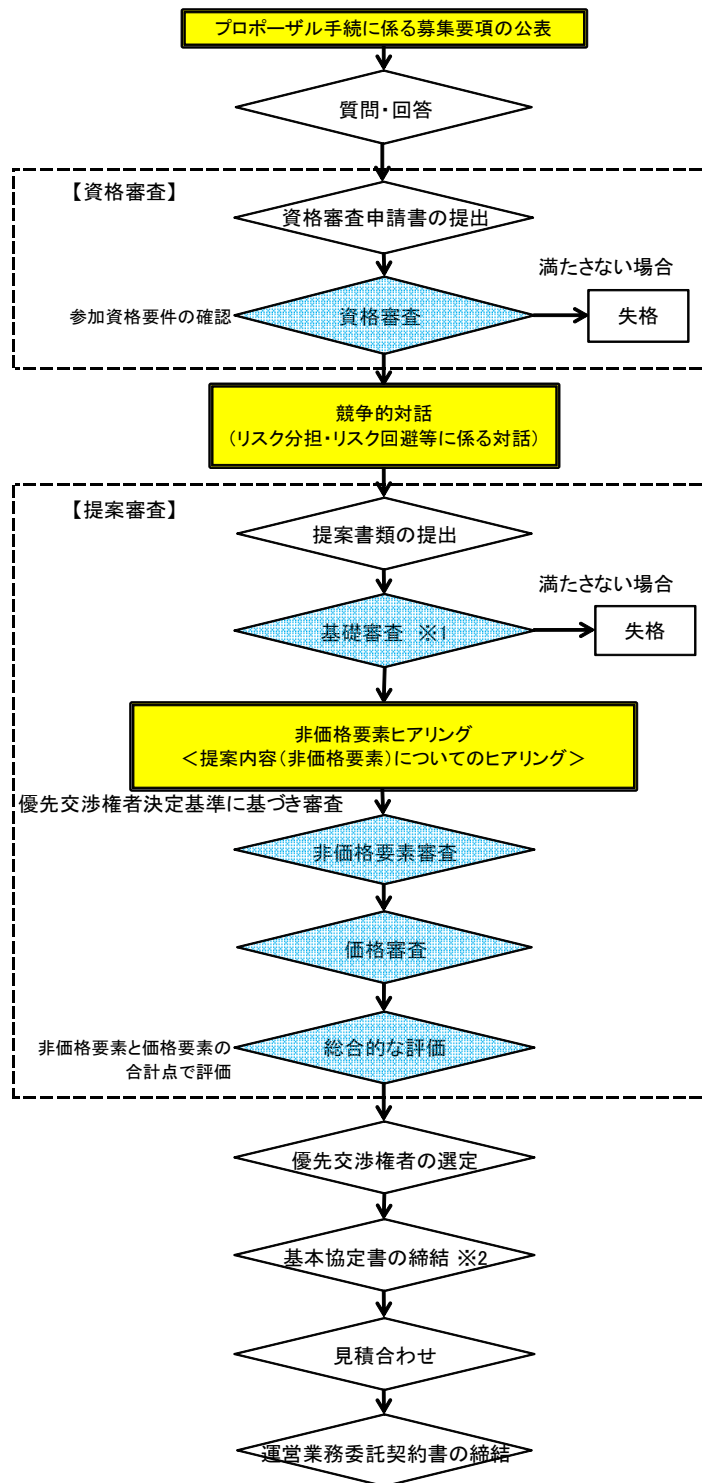 プロポーザル手続に係る募集要項の公表
質問・回答
【資格審査】
資格審査申請書の提出
満たさない場合
参加資格要件の確認
資格審査
失格
競争的対話
(リスク分担・リスク回避等に係る対話)
【提案審査】
提案書類の提出
満たさない場合
基礎審査 ※1
失格
非価格要素ヒアリング
<提案内容(非価格要素)についてのヒアリング>
優先交渉権者決定基準に基づき審査
非価格要素審査
価格審査
非価格要素と価格要素の
合計点で評価
総合的な評価
優先交渉権者の選定
基本協定書の締結 ※2
見積合わせ
運営業務委託契約書の締結